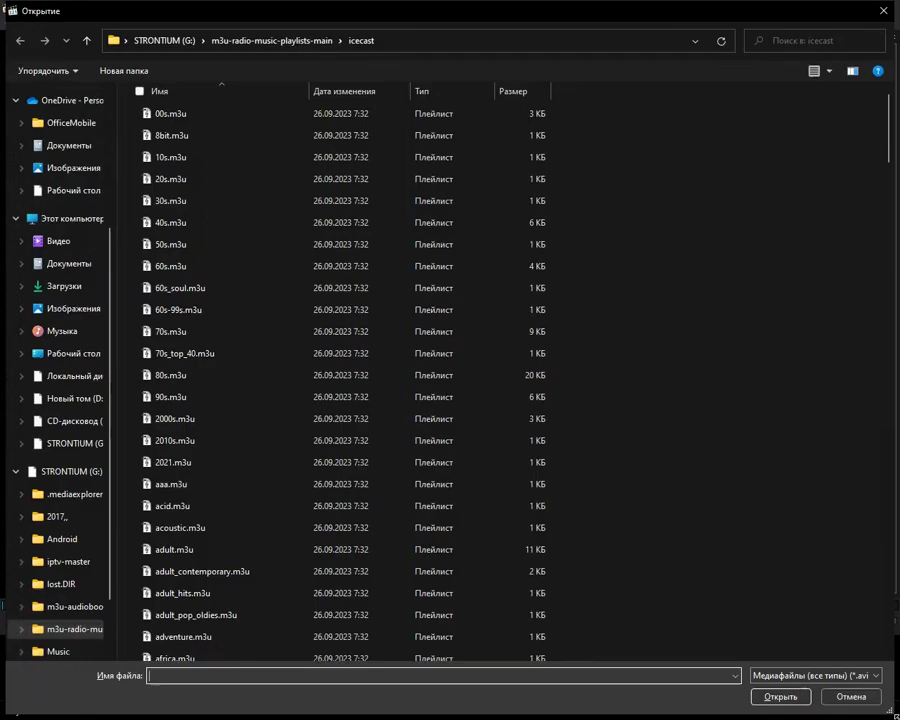 Открытие
STRONTIUM (G:) › m3u-radio-music-playlists-main › icecast
Поиск в: icecast
Упорядочить Новая папка
Имя Дата изменения Тип Размер
OneDrive - Perso
OfficeMobile
Документы
Изображения
Рабочий стол
Этот компьютер
Видео
Документы
Загрузки
Изображения
Музыка
Рабочий стол
Локальный ди
Новый том (D:
CD-дисковод (
STRONTIUM (G
STRONTIUM (G:)
.mediaexplorer
2017,,
Android
iptv-master
lost.DIR
m3u-audioboo
m3u-radio-mu
Music
00s.m3u 26.09.2023 7:32 Плейлист 3 КБ
8bit.m3u 26.09.2023 7:32 Плейлист 1 КБ
10s.m3u 26.09.2023 7:32 Плейлист 1 КБ
20s.m3u 26.09.2023 7:32 Плейлист 1 КБ
30s.m3u 26.09.2023 7:32 Плейлист 1 КБ
40s.m3u 26.09.2023 7:32 Плейлист 6 КБ
50s.m3u 26.09.2023 7:32 Плейлист 1 КБ
60s.m3u 26.09.2023 7:32 Плейлист 4 КБ
60s_soul.m3u 26.09.2023 7:32 Плейлист 1 КБ
60s-99s.m3u 26.09.2023 7:32 Плейлист 1 КБ
70s.m3u 26.09.2023 7:32 Плейлист 9 КБ
70s_top_40.m3u 26.09.2023 7:32 Плейлист 1 КБ
80s.m3u 26.09.2023 7:32 Плейлист 20 КБ
90s.m3u 26.09.2023 7:32 Плейлист 6 КБ
2000s.m3u 26.09.2023 7:32 Плейлист 3 КБ
2010s.m3u 26.09.2023 7:32 Плейлист 1 КБ
2021.m3u 26.09.2023 7:32 Плейлист 1 КБ
aaa.m3u 26.09.2023 7:32 Плейлист 1 КБ
acid.m3u 26.09.2023 7:32 Плейлист 1 КБ
acoustic.m3u 26.09.2023 7:32 Плейлист 1 КБ
adult.m3u 26.09.2023 7:32 Плейлист 11 КБ
adult_contemporary.m3u 26.09.2023 7:32 Плейлист 2 КБ
adult_hits.m3u 26.09.2023 7:32 Плейлист 1 КБ
adult_pop_oldies.m3u 26.09.2023 7:32 Плейлист 1 КБ
adventure.m3u 26.09.2023 7:32 Плейлист 1 КБ
africa.m3u 26.09.2023 7:32 Плейлист 1 КБ
Имя файла: Медиафайлы (все типы) (*.avi
Открыть Отмена